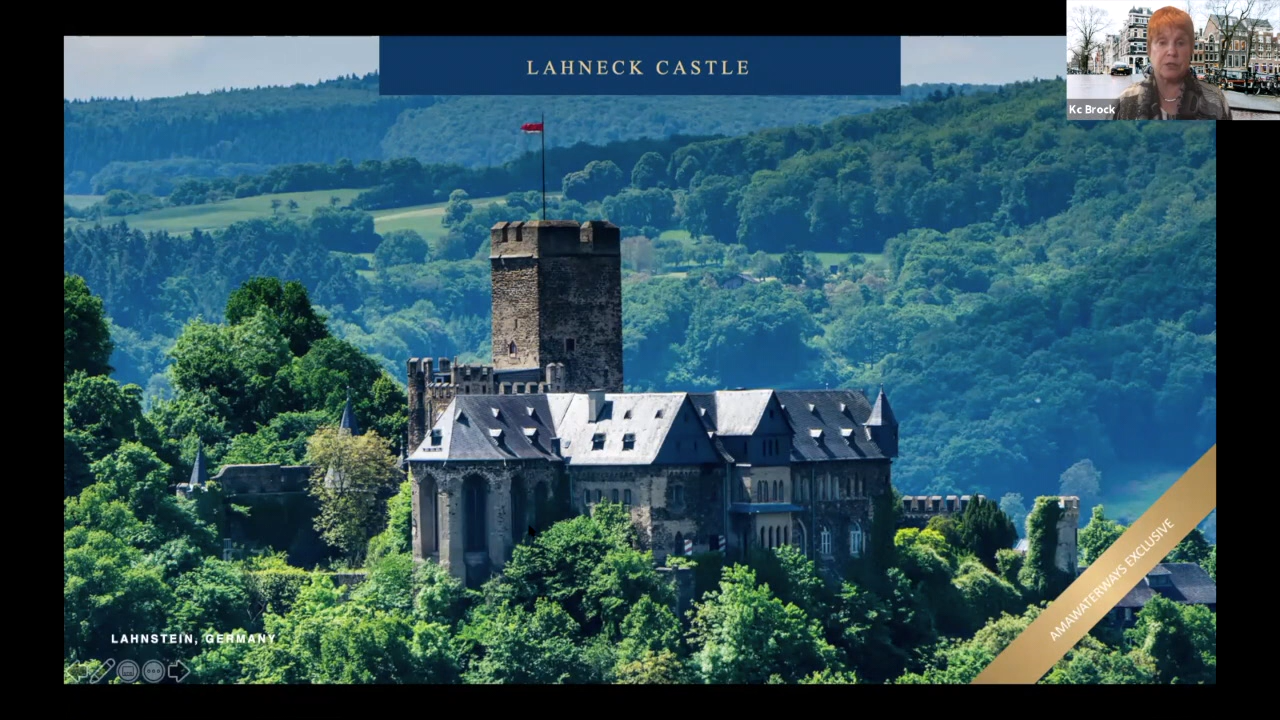 LAHNECK CASTLE
Kc Brock
AMAWATERWAYS EXCLUSIVE
LAHNSTEIN, GERMANY